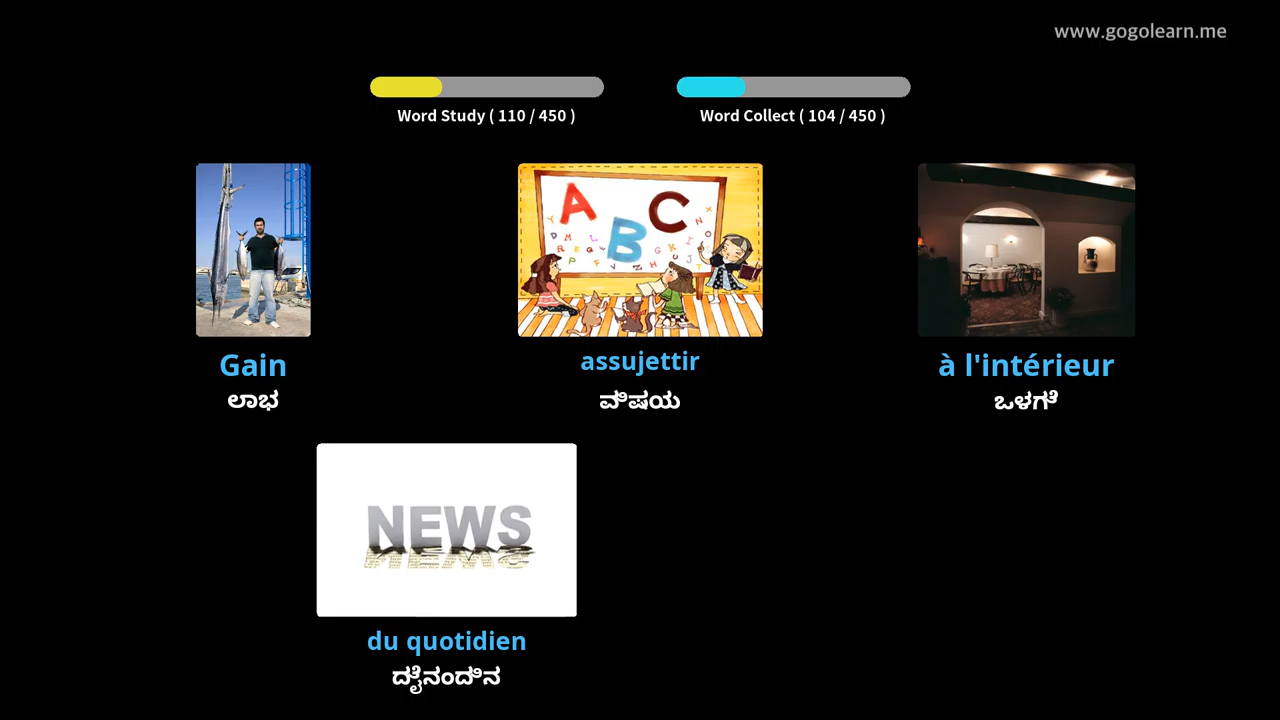 www.gogolearn.me
Word Study ( 110 / 450 )
Word Collect ( 104 / 450 )
A B C
Gain
ಲಾಭ
assujettir
ವಿಷಯ
à l'intérieur
ಒಳಗೆ
NEWS
du quotidien
ದೈನಂದಿನ